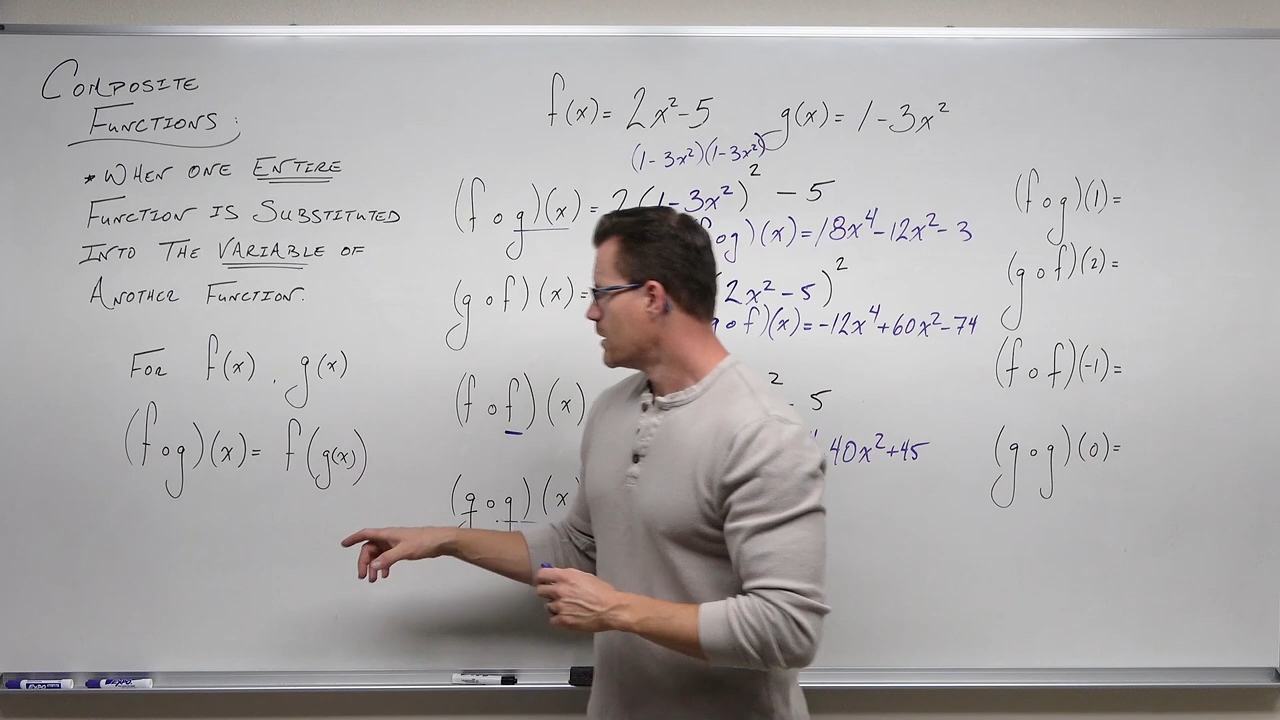 COMPOSITE
FUNCTIONS:
*WHEN ONE ENTIRE
FUNCTION IS SUBSTITUTED
INTO THE VARIABLE OF
ANOTHER FUNCTION.
FOR f(x), g(x)
(f∘g)(x)= f(g(x))
f(x)= 2x²-5 g(x)= 1-3x²
(1-3x²)(1-3x²)
(f∘g)(x)= 2(1-3x²)² -5
∘g)(x)=18x⁴-12x²-3
(g∘f)(x)= 2x²-5)²
g∘f)(x)=-12x⁴+60x²-74
(f∘f)(x) ² - 5
40x²+45
(g∘g)(x
(f∘g)(1)=
(g∘f)(2)=
(f∘f)(-1)=
(g∘g)(0)=
EXPO